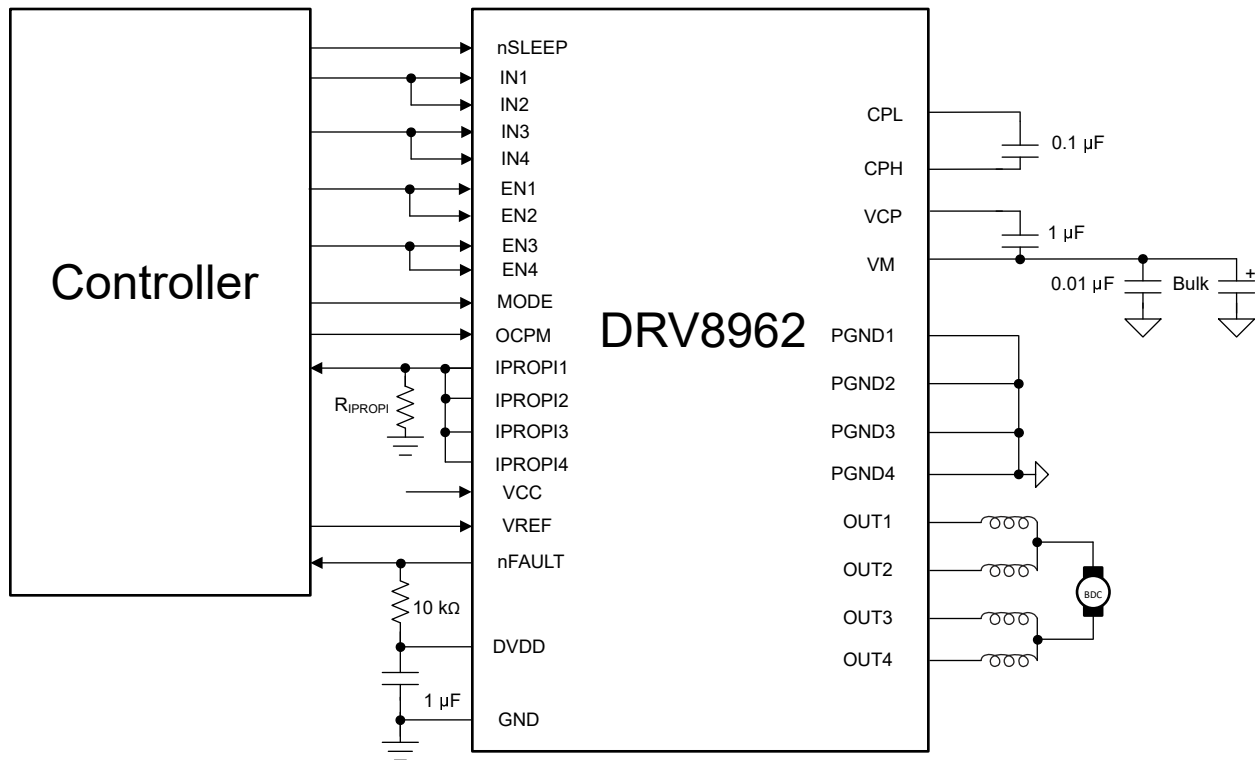 Controller
nSLEEP
IN1
IN2
IN3
IN4
EN1
EN2
EN3
EN4
MODE
OCPM
IPROPI1
IPROPI2
IPROPI3
IPROPI4
RIPROPI
VCC
VREF
nFAULT
10 kΩ
DVDD
1 µF
GND
DRV8962
CPL
0.1 µF
CPH
VCP
1 µF
VM
0.01 µF
Bulk
+
PGND1
PGND2
PGND3
PGND4
OUT1
OUT2
BDC
OUT3
OUT4